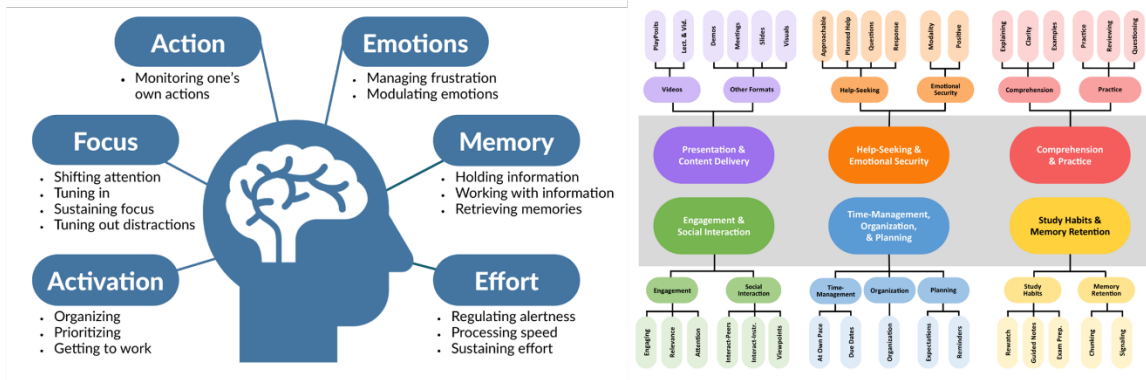 Action
• Monitoring one's
own actions
Emotions
• Managing frustration
• Modulating emotions
Focus
• Shifting attention
• Tuning in
• Sustaining focus
• Tuning out distractions
Memory
• Holding information
• Working with information
• Retrieving memories
Activation
• Organizing
• Prioritizing
• Getting to work
Effort
• Regulating alertness
• Processing speed
• Sustaining effort
PlayPosits
Lect. & Vid.
Demos
Meetings
Slides
Visuals
Approachable
Planned Help
Questions
Response
Modality
Positive
Explaining
Clarity
Examples
Practice
Reviewing
Questioning
Videos
Other Formats
Help-Seeking
Emotional
Security
Comprehension
Practice
Presentation &
Content Delivery
Help-Seeking &
Emotional Security
Comprehension
& Practice
Engagement &
Social Interaction
Time-Management,
Organization,
& Planning
Study Habits &
Memory Retention
Engagement
Social
Interaction
Time-
Management
Organization
Planning
Study
Habits
Memory
Retention
Engaging
Relevance
Attention
Interact-Peers
Interact-Instr.
Viewpoints
At Own Pace
Due Dates
Organization
Expectations
Reminders
Rewatch
Guided Notes
Exam Prep.
Chunking
Signaling